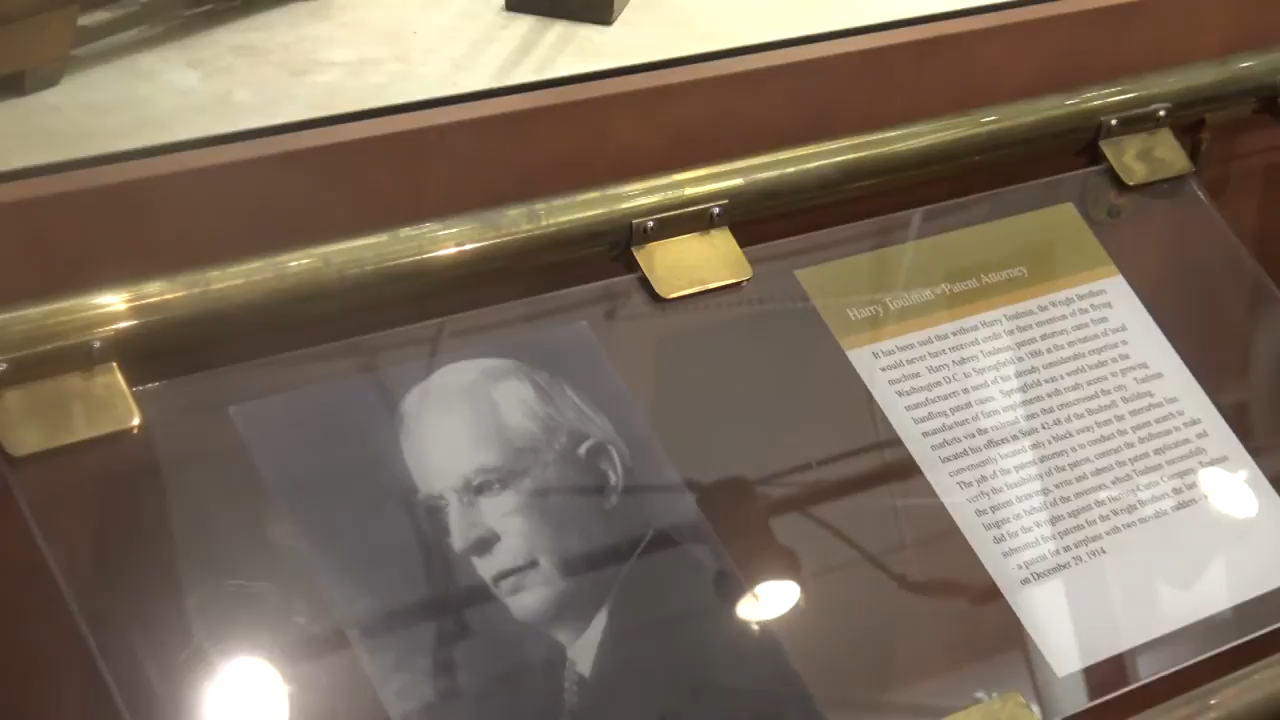 Harry Toulmin - Patent Attorney
It has been said that without Harry Toulmin, the Wright Brothers
would never have received credit for their invention of the flying
machine. Harry Aubrey Toulmin, patent attorney, came from
Washington D.C. to Springfield in 1886 at the invitation of local
manufacturers in need of his already considerable expertise in
handling patent cases. Springfield was a world leader in the
manufacture of farm implements with ready access to growing
markets via the railroad lines that crisscrossed the city. Toulmin
located his offices in Suite 42-48 of the Bushnell Building,
conveniently located only a block away from the interurban line.
The job of the patent attorney is to conduct the patent search to
verify the feasibility of the patent, contract the draftsman to make
the patent drawings, write and submit the patent application, and
litigate on behalf of the inventors, which Toulmin successfully
did for the Wrights against the Herring-Curtiss Company. Toulmin
submitted five patents for the Wright Brothers, the last
- a patent for an airplane with two movable rudders -
on December 29, 1914.